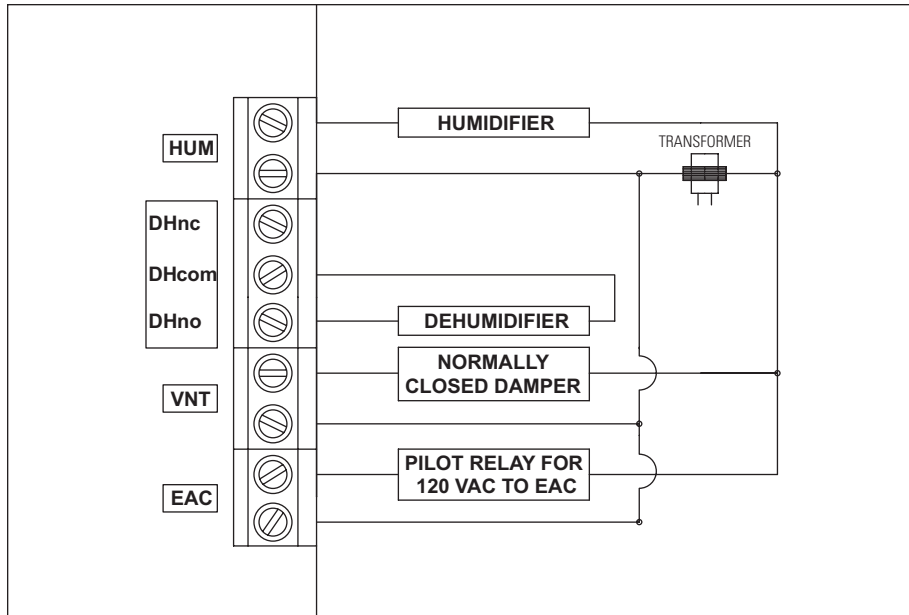 HUMIDIFIER
TRANSFORMER
HUM
DHnc
DHcom
DHno
DEHUMIDIFIER
NORMALLY
CLOSED DAMPER
VNT
PILOT RELAY FOR
120 VAC TO EAC
EAC